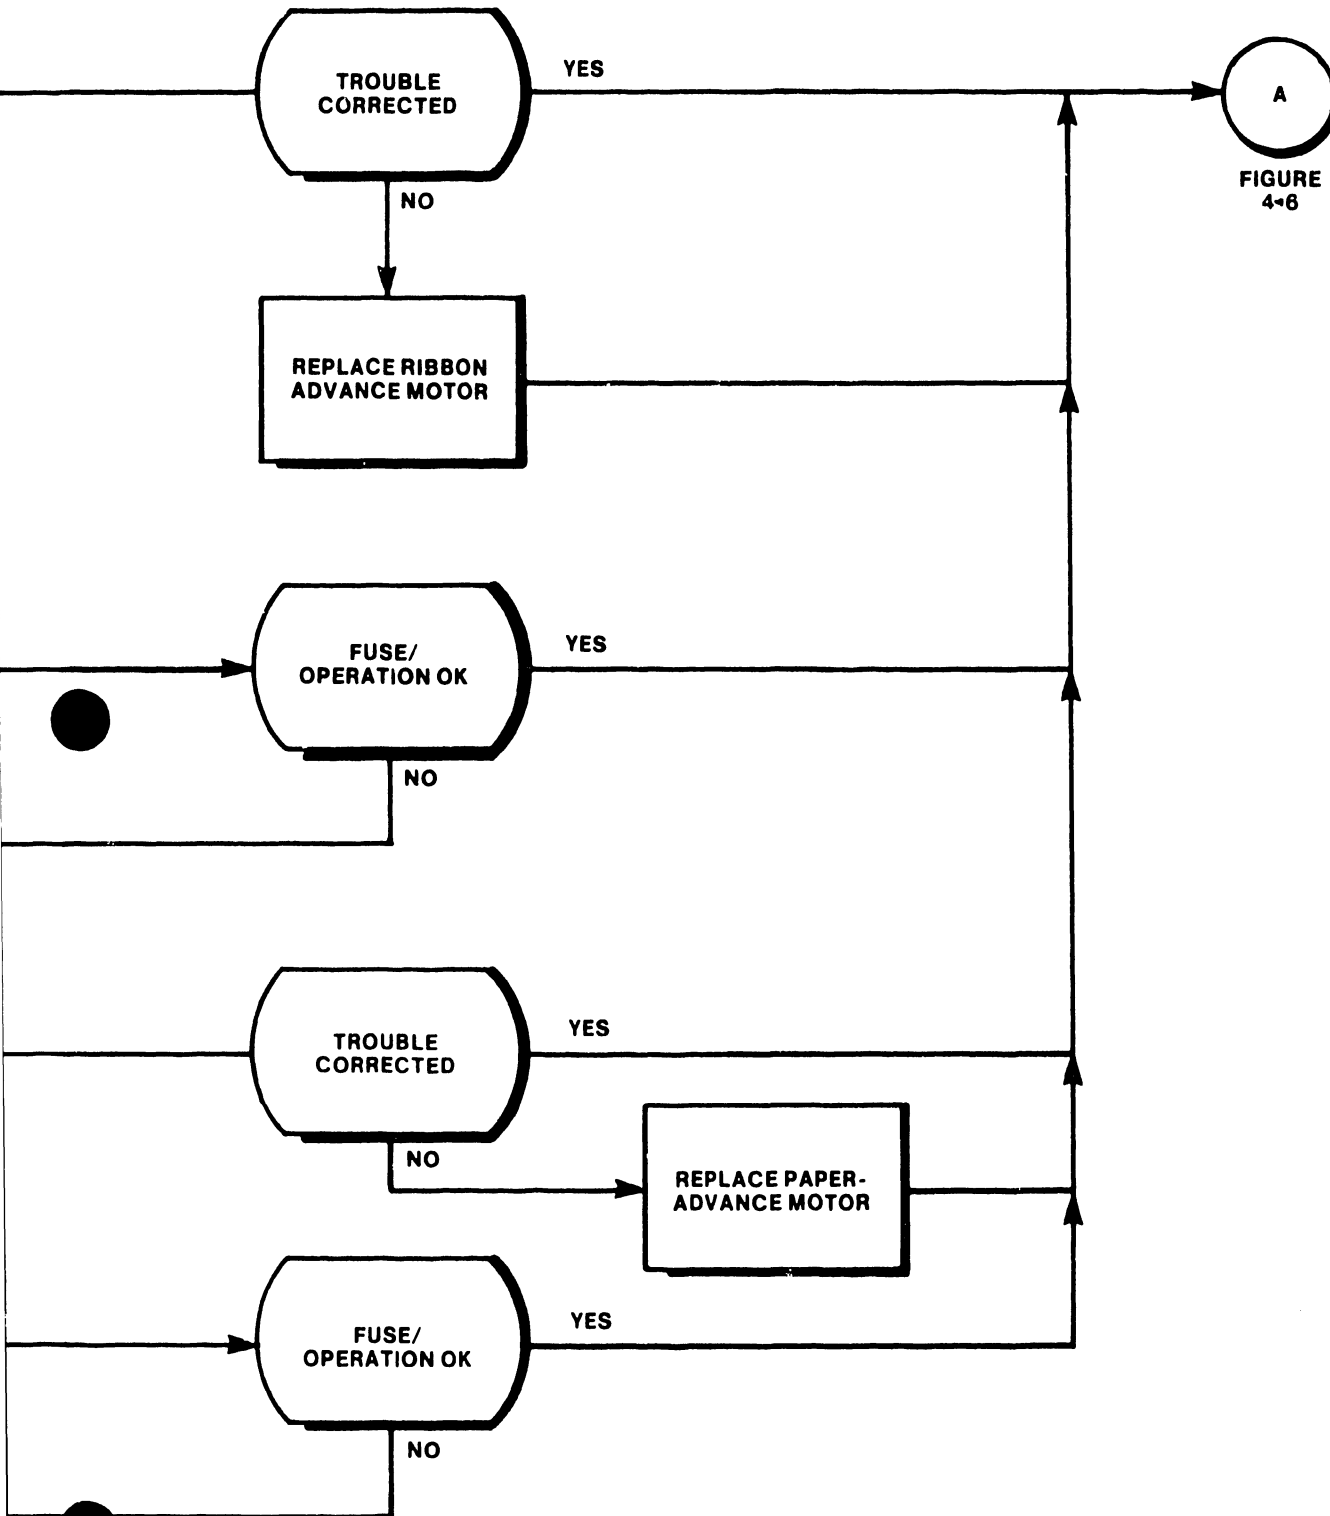 TROUBLE
CORRECTED
YES
A
FIGURE
4-6
NO
REPLACE RIBBON
ADVANCE MOTOR
FUSE/
OPERATION OK
YES
NO
TROUBLE
CORRECTED
YES
NO
REPLACE PAPER-
ADVANCE MOTOR
FUSE/
OPERATION OK
YES
NO